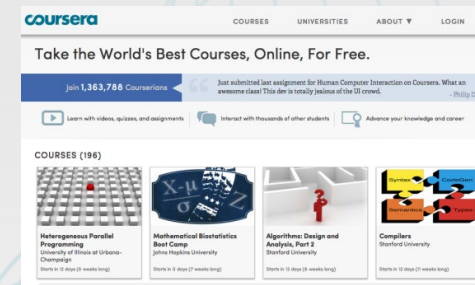 coursera
COURSES UNIVERSITIES ABOUT ▼ LOGIN
Take the World's Best Courses, Online, For Free.
Join 1,363,788 Courserians
Just submitted last assignment for Human Computer Interaction on Coursera. What an
awesome class! This dev is totally jealous of the UI crowd.
- Philip D
Learn with videos, quizzes, and assignments
Interact with thousands of other students
Advance your knowledge and career
COURSES (196)
X-μ
σ
Z
?
Syntax CodeGen
Semantics Types
Heterogeneous Parallel
Programming
University of Illinois at Urbana-
Champaign
Starts in 12 days (6 weeks long)
Mathematical Biostatistics
Boot Camp
Johns Hopkins University
Starts in 5 days (7 weeks long)
Algorithms: Design and
Analysis, Part 2
Stanford University
Starts in 12 days (6 weeks long)
Compilers
Stanford University
Starts in 12 days (11 weeks long)